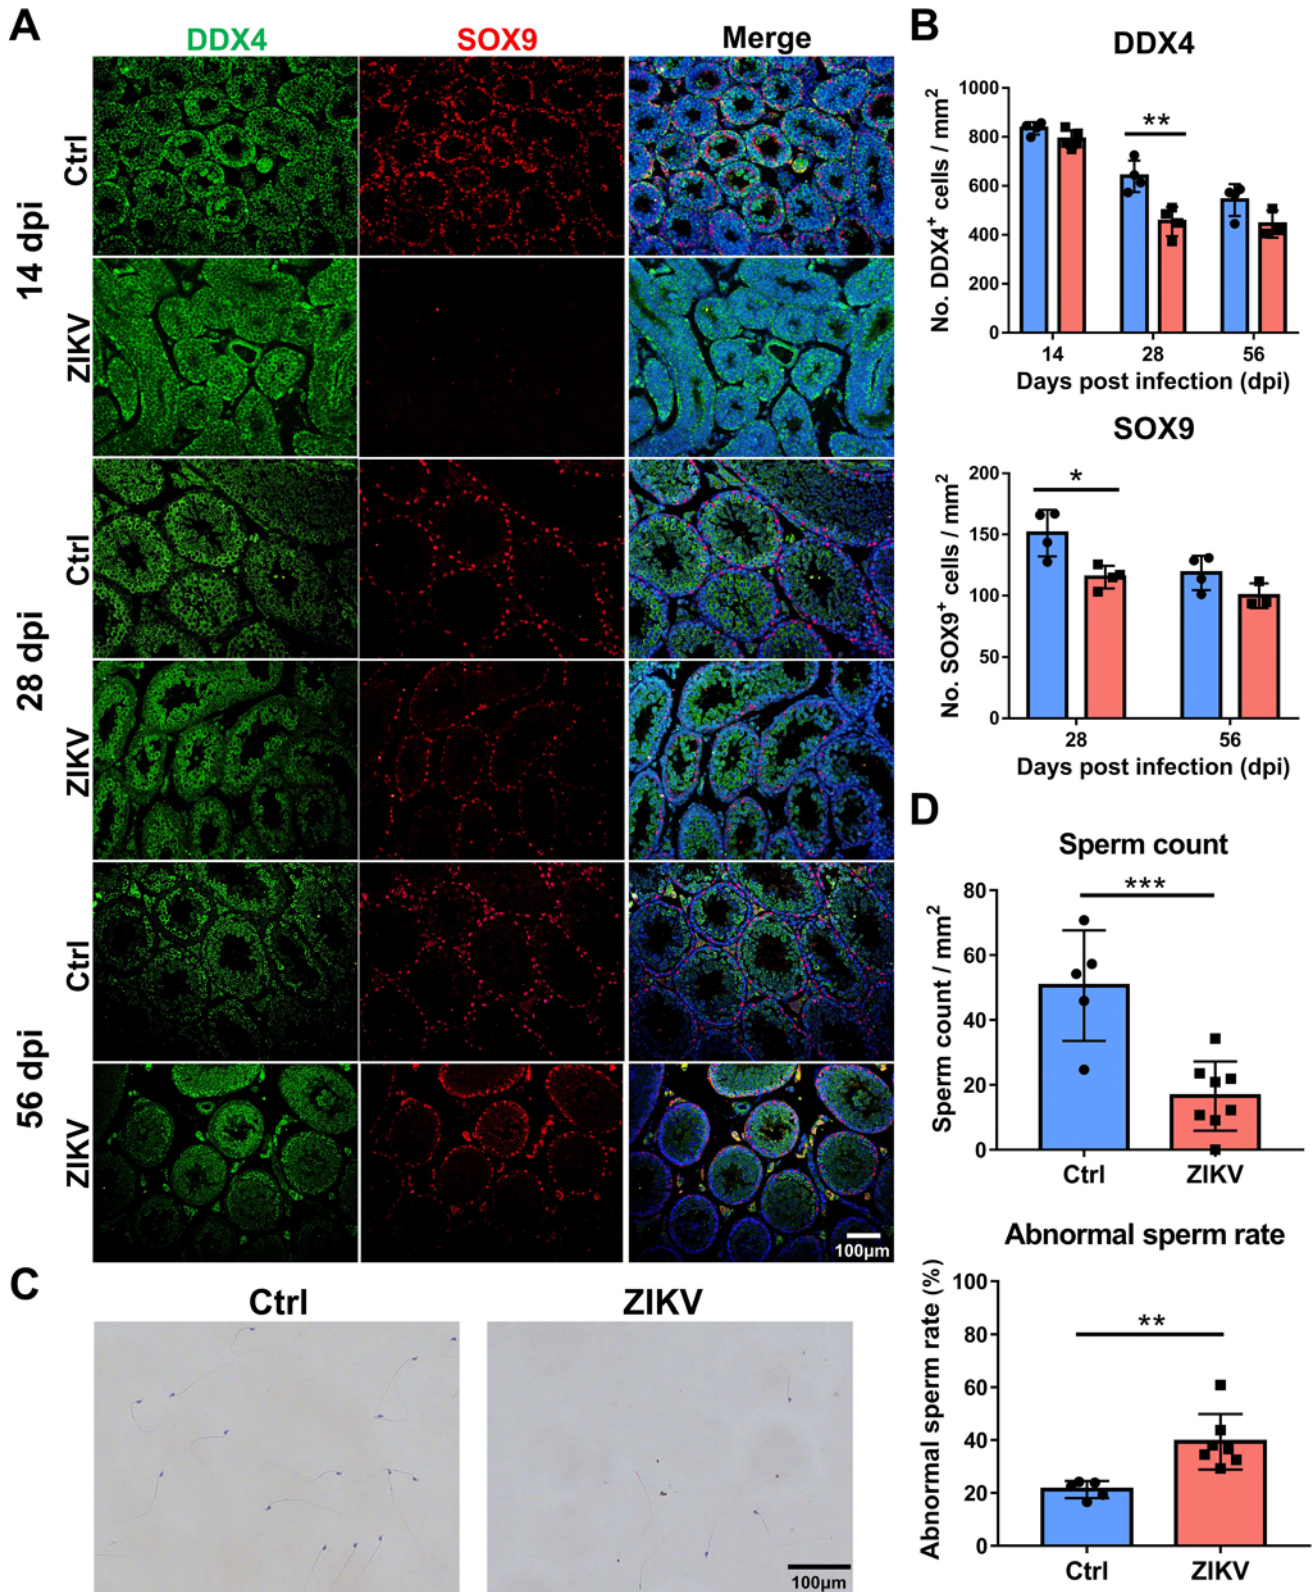 A
DDX4
SOX9
Merge
14 dpi
Ctrl
ZIKV
28 dpi
Ctrl
ZIKV
56 dpi
Ctrl
ZIKV
100μm
B
DDX4
No. DDX4⁺ cells / mm²
1000
800
600
400
200
0
**
14
28
56
Days post infection (dpi)
SOX9
No. SOX9⁺ cells / mm²
200
150
100
50
0
*
28
56
Days post infection (dpi)
C
Ctrl
ZIKV
100μm
D
Sperm count
Sperm count / mm²
80
60
40
20
0
***
Ctrl
ZIKV
Abnormal sperm rate
Abnormal sperm rate (%)
100
80
60
40
20
0
**
Ctrl
ZIKV